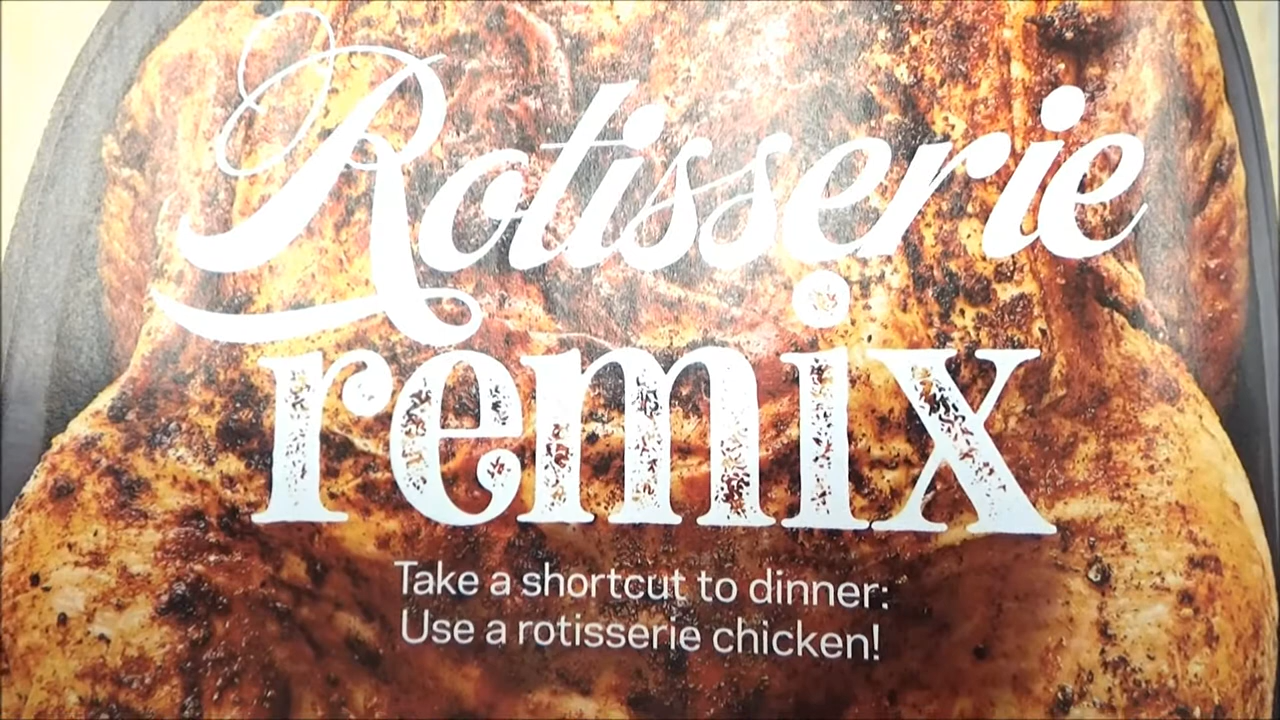 Rotisserie
remix
Take a shortcut to dinner:
Use a rotisserie chicken!